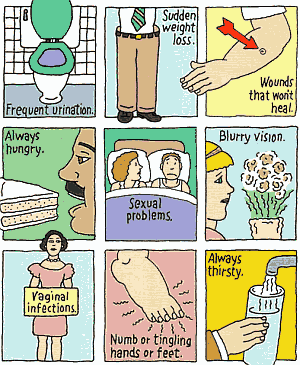 Frequent urination.
Sudden
weight
loss.
Wounds
that won't
heal.
Always
hungry.
Sexual
problems.
Blurry vision.
Vaginal
infections.
Numb or tingling
hands or feet.
Always
thirsty.